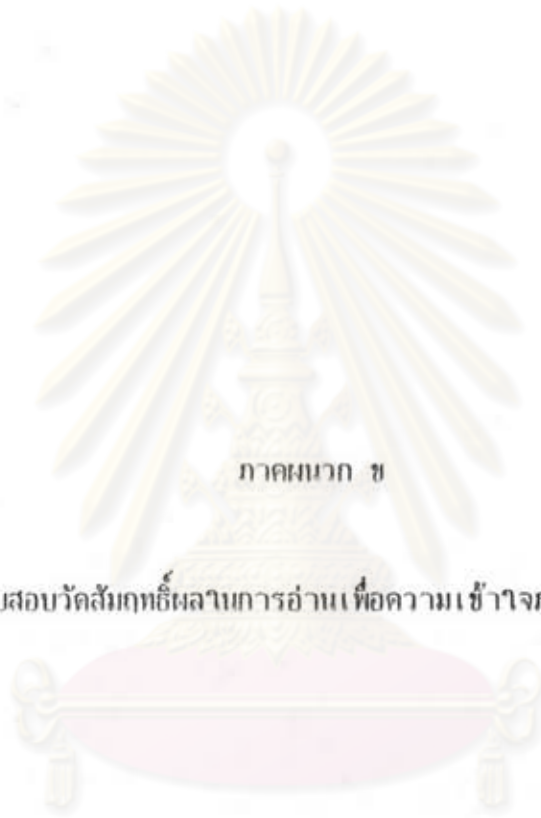 ภาคผนวก ข
บสอบวัดสัมฤทธิ์ผลในการอ่านเพื่อความเข้าใจภ